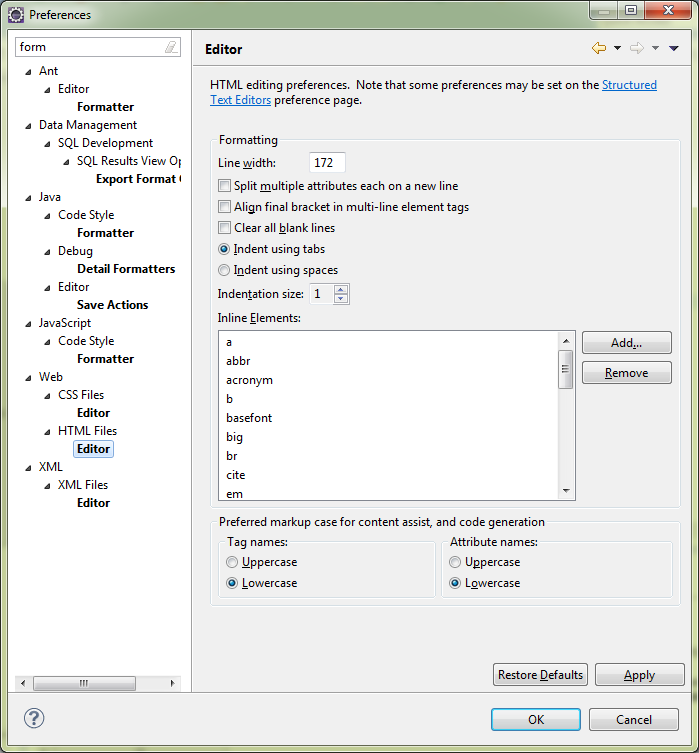 Preferences
form
Ant
Editor
Formatter
Data Management
SQL Development
SQL Results View Op
Export Format
Java
Code Style
Formatter
Debug
Detail Formatters
Editor
Save Actions
JavaScript
Code Style
Formatter
Web
CSS Files
Editor
HTML Files
Editor
XML
XML Files
Editor
Editor
HTML editing preferences.  Note that some preferences may be set on the Structured
Text Editors preference page.
Formatting
Line width: 172
Split multiple attributes each on a new line
Align final bracket in multi-line element tags
Clear all blank lines
Indent using tabs
Indent using spaces
Indentation size: 1
Inline Elements:
a
abbr
acronym
b
basefont
big
br
cite
em
Add...
Remove
Preferred markup case for content assist, and code generation
Tag names:
Uppercase
Lowercase
Attribute names:
Uppercase
Lowercase
Restore Defaults
Apply
?
OK
Cancel